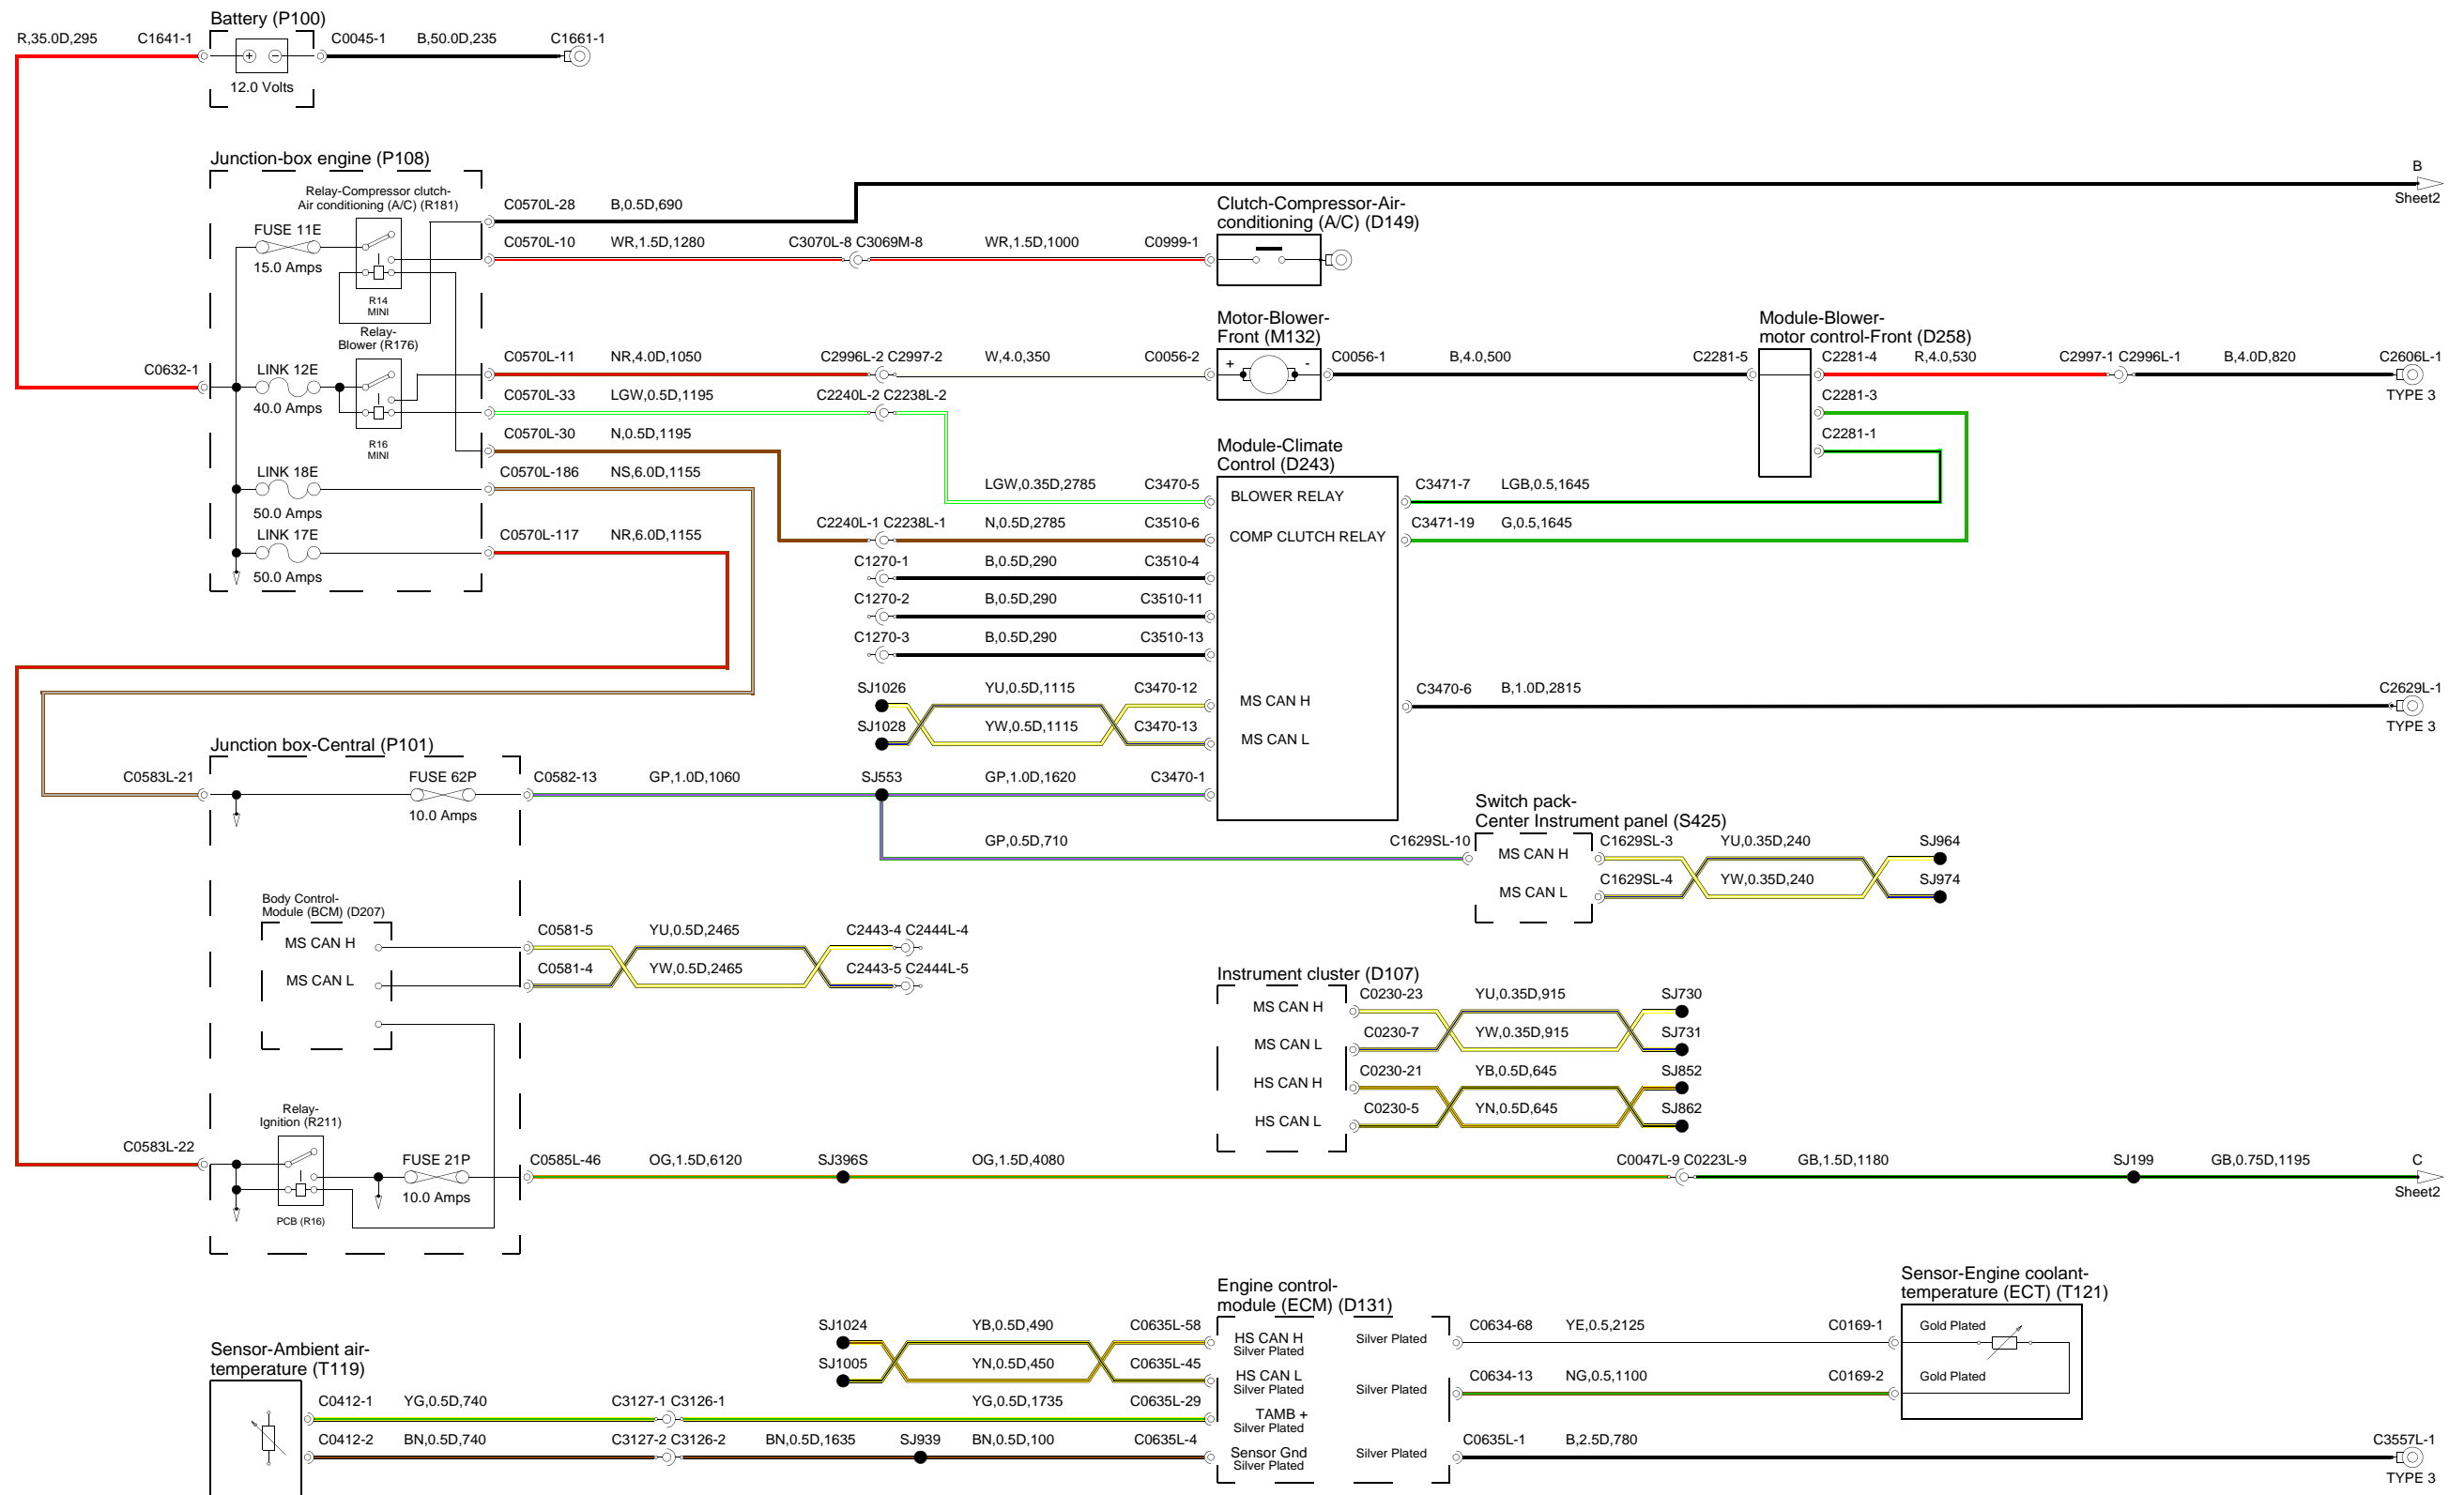 Battery (P100)
R,35.0D,295 C1641-1 C0045-1 B,50.0D,235 C1661-1
12.0 Volts
Junction-box engine (P108)
B
Sheet2
Relay-Compressor clutch-
Air conditioning (A/C) (R181)
C0570L-28 B,0.5D,690
Clutch-Compressor-Air-
conditioning (A/C) (D149)
FUSE 11E
15.0 Amps
C0570L-10 WR,1.5D,1280 C3070L-8 C3069M-8 WR,1.5D,1000 C0999-1
R14
MINI
Relay-
Blower (R176)
Motor-Blower-
Front (M132)
Module-Blower-
motor control-Front (D258)
C0632-1
LINK 12E
40.0 Amps
C0570L-11 NR,4.0D,1050 C2996L-2 C2997-2 W,4.0,350 C0056-2
+ -
C0056-1 B,4.0,500 C2281-5 C2281-4 R,4.0,530 C2997-1 C2996L-1 B,4.0D,820 C2606L-1
TYPE 3
C0570L-33 LGW,0.5D,1195 C2240L-2 C2238L-2
C2281-3
R16
MINI
C0570L-30 N,0.5D,1195
C2281-1
Module-Climate
Control (D243)
LINK 18E
50.0 Amps
C0570L-186 NS,6.0D,1155
LGW,0.35D,2785 C3470-5
BLOWER RELAY
C3471-7 LGB,0.5,1645
LINK 17E
50.0 Amps
C0570L-117 NR,6.0D,1155
C2240L-1 C2238L-1 N,0.5D,2785 C3510-6
COMP CLUTCH RELAY
C3471-19 G,0.5,1645
C1270-1 B,0.5D,290 C3510-4
C1270-2 B,0.5D,290 C3510-11
C1270-3 B,0.5D,290 C3510-13
SJ1026 YU,0.5D,1115 C3470-12
MS CAN H
C3470-6 B,1.0D,2815 C2629L-1
TYPE 3
SJ1028 YW,0.5D,1115 C3470-13
MS CAN L
Junction box-Central (P101)
C0583L-21
FUSE 62P
10.0 Amps
C0582-13 GP,1.0D,1060 SJ553 GP,1.0D,1620 C3470-1
Switch pack-
Center Instrument panel (S425)
GP,0.5D,710 C1629SL-10
MS CAN H
C1629SL-3 YU,0.35D,240 SJ964
MS CAN L
C1629SL-4 YW,0.35D,240 SJ974
Body Control-
Module (BCM) (D207)
MS CAN H
C0581-5 YU,0.5D,2465 C2443-4 C2444L-4
MS CAN L
C0581-4 YW,0.5D,2465 C2443-5 C2444L-5
Instrument cluster (D107)
MS CAN H
C0230-23 YU,0.35D,915 SJ730
MS CAN L
C0230-7 YW,0.35D,915 SJ731
HS CAN H
C0230-21 YB,0.5D,645 SJ852
HS CAN L
C0230-5 YN,0.5D,645 SJ862
Relay-
Ignition (R211)
C0583L-22
FUSE 21P
10.0 Amps
PCB (R16)
C0585L-46 OG,1.5D,6120 SJ396S OG,1.5D,4080 C0047L-9 C0223L-9 GB,1.5D,1180 SJ199 GB,0.75D,1195 C
Sheet2
Engine control-
module (ECM) (D131)
Sensor-Engine coolant-
temperature (ECT) (T121)
SJ1024 YB,0.5D,490 C0635L-58
HS CAN H
Silver Plated
Silver Plated
C0634-68 YE,0.5,2125 C0169-1
Gold Plated
Sensor-Ambient air-
temperature (T119)
SJ1005 YN,0.5D,450 C0635L-45
HS CAN L
Silver Plated
Silver Plated
C0634-13 NG,0.5,1100 C0169-2
Gold Plated
C0412-1 YG,0.5D,740 C3127-1 C3126-1 YG,0.5D,1735 C0635L-29
TAMB +
Silver Plated
C0412-2 BN,0.5D,740 C3127-2 C3126-2 BN,0.5D,1635 SJ939 BN,0.5D,100 C0635L-4
Sensor Gnd
Silver Plated
Silver Plated
C0635L-1 B,2.5D,780 C3557L-1
TYPE 3